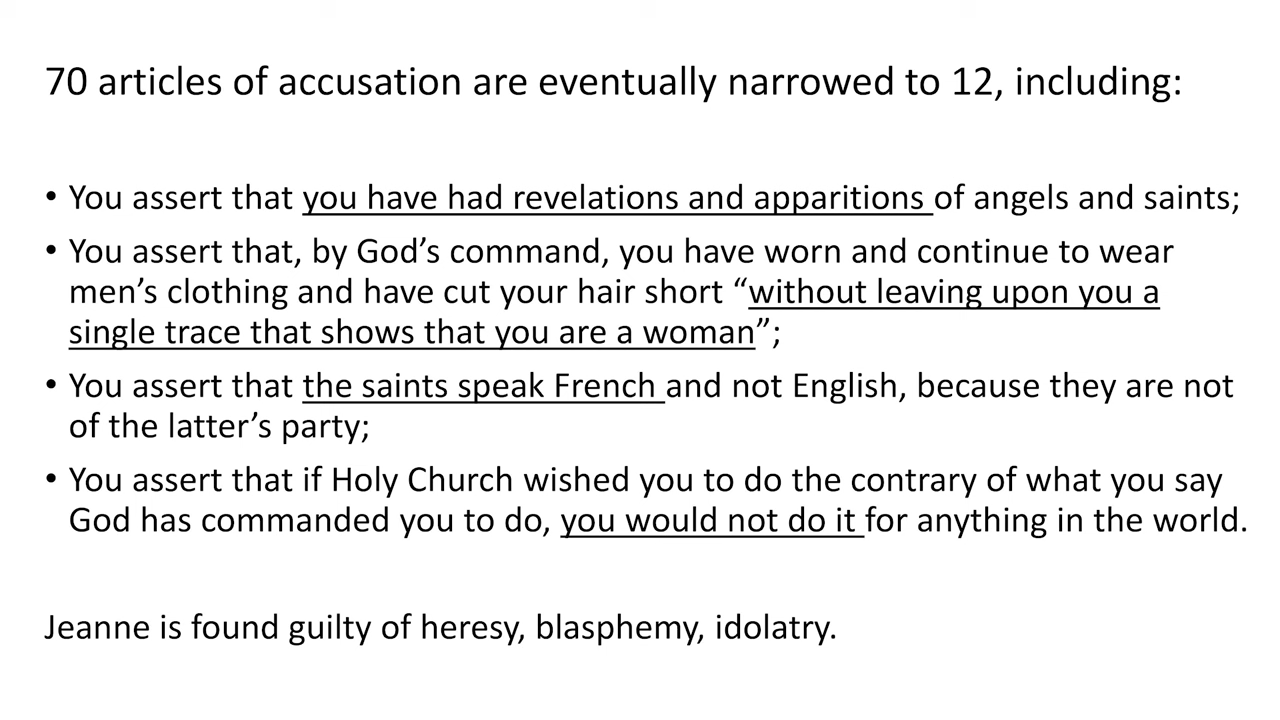 70 articles of accusation are eventually narrowed to 12, including:
• You assert that you have had revelations and apparitions of angels and saints;
• You assert that, by God’s command, you have worn and continue to wear
men’s clothing and have cut your hair short “without leaving upon you a
single trace that shows that you are a woman”;
• You assert that the saints speak French and not English, because they are not
of the latter’s party;
• You assert that if Holy Church wished you to do the contrary of what you say
God has commanded you to do, you would not do it for anything in the world.
Jeanne is found guilty of heresy, blasphemy, idolatry.